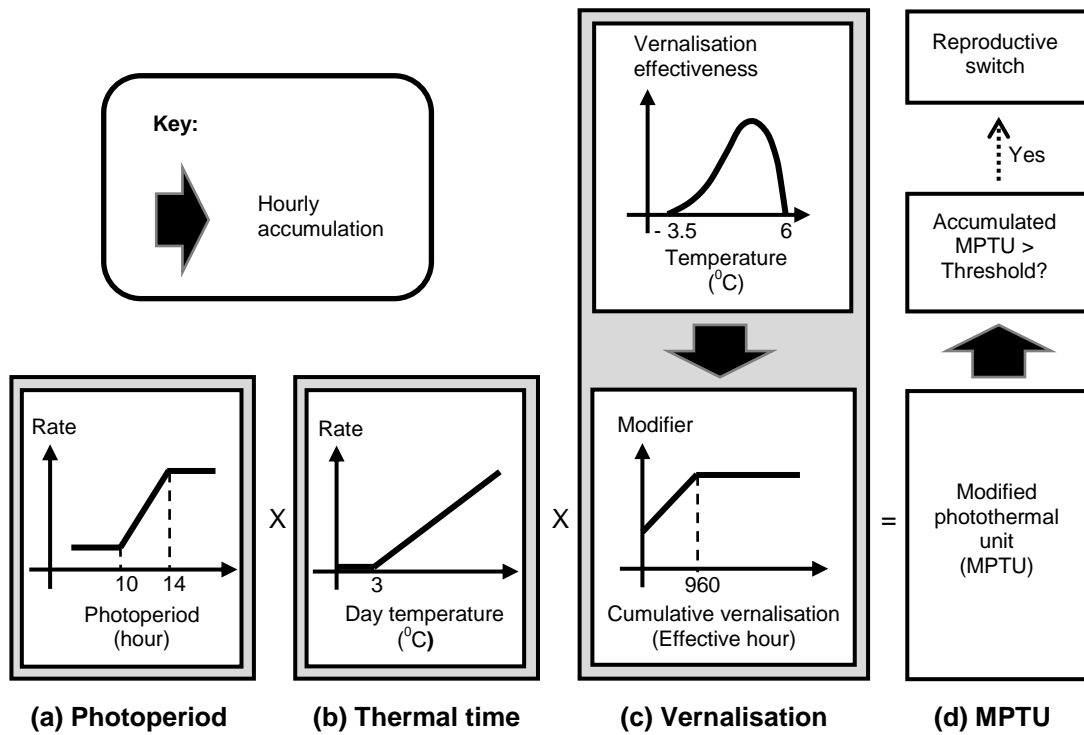 Key:
Hourly
accumulation
Vernalisation
effectiveness
- 3.5
6
Temperature
(⁰C)
Reproductive
switch
Yes
Accumulated
MPTU >
Threshold?
Rate
10
14
Photoperiod
(hour)
X
Rate
3
Day temperature
(⁰C)
X
Modifier
960
Cumulative vernalisation
(Effective hour)
=
Modified
photothermal
unit
(MPTU)
(a) Photoperiod
(b) Thermal time
(c) Vernalisation
(d) MPTU